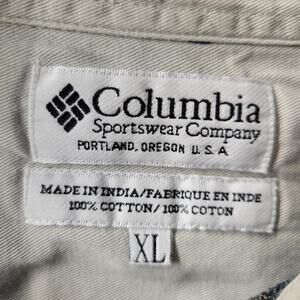 Columbia
Sportswear Company
PORTLAND, OREGON U.S.A
MADE IN INDIA/FABRIQUE EN INDE
100% COTTON/100% COTON
XL